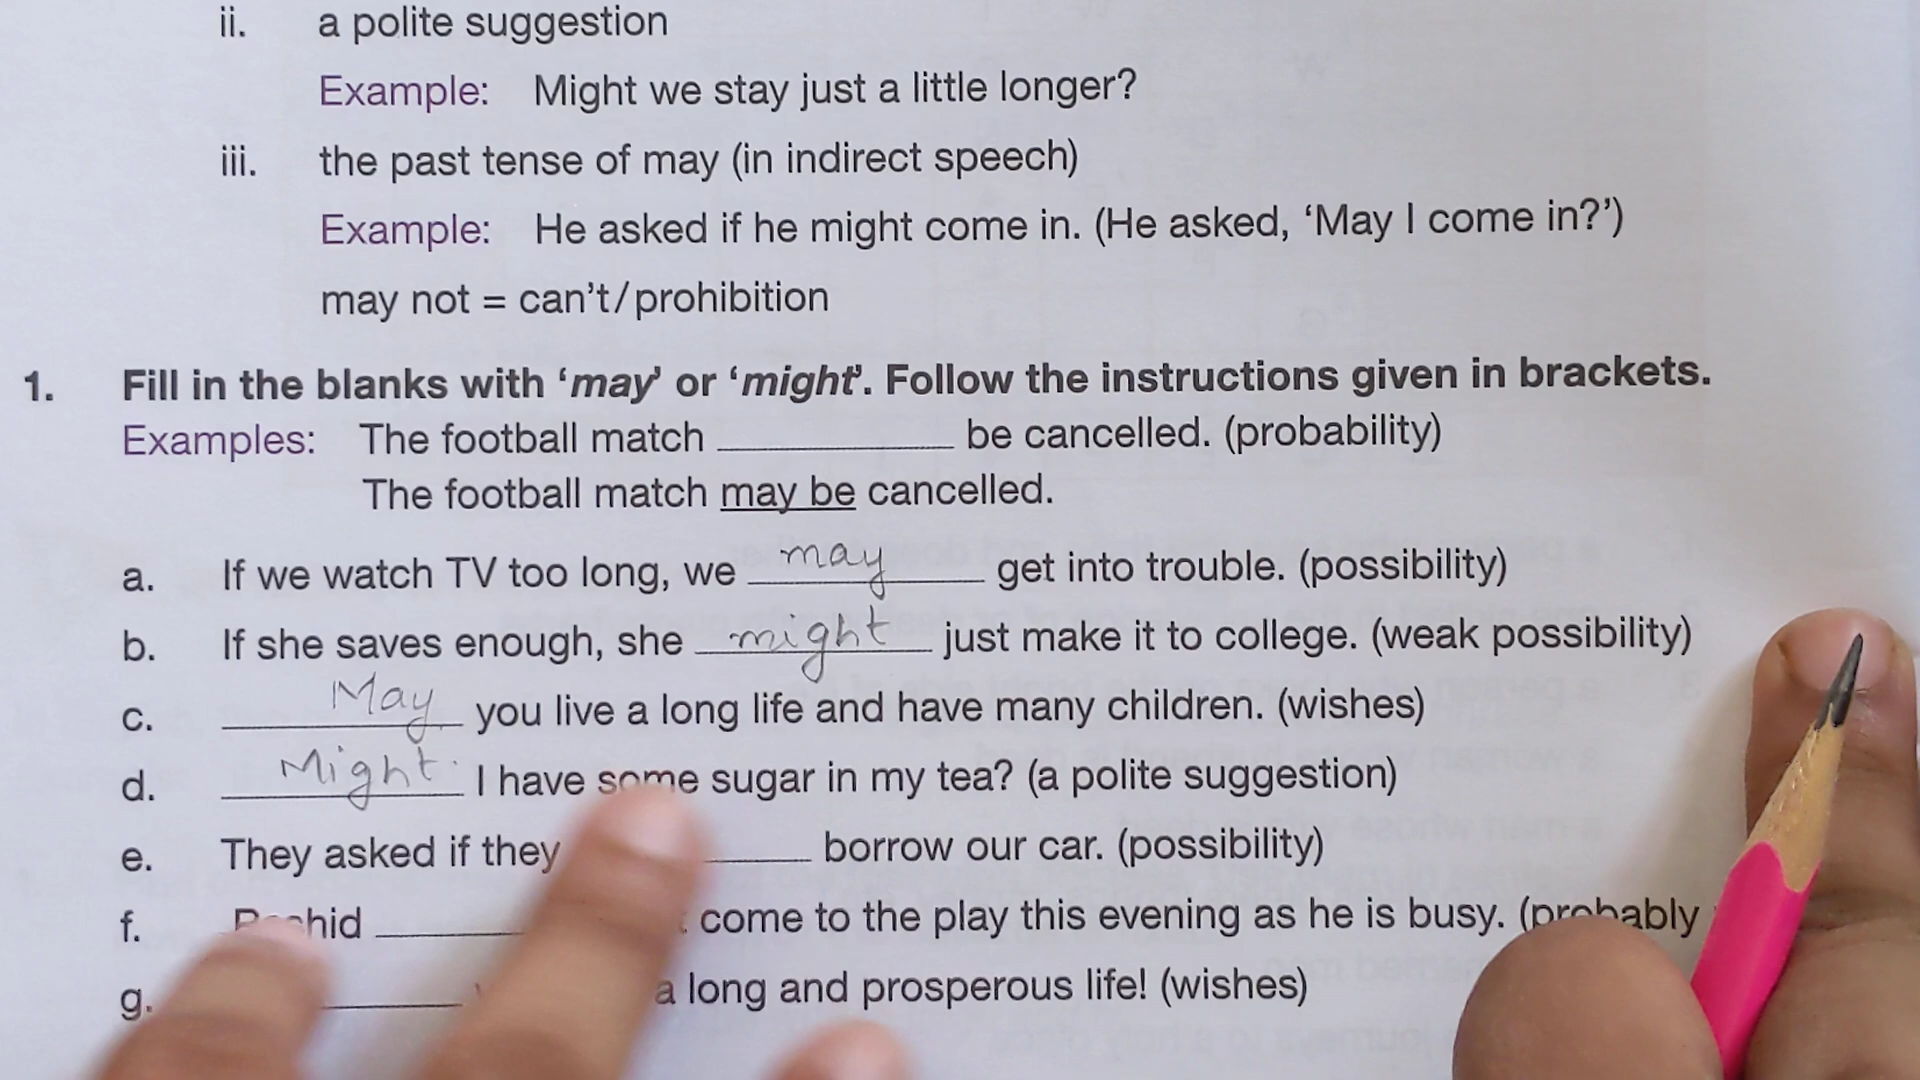 ii. a polite suggestion
Example: Might we stay just a little longer?
iii. the past tense of may (in indirect speech)
Example: He asked if he might come in. (He asked, ‘May I come in?’)
may not = can’t/prohibition
1. Fill in the blanks with ‘may’ or ‘might’. Follow the instructions given in brackets.
Examples: The football match ____________ be cancelled. (probability)
The football match may be cancelled.
a. If we watch TV too long, we may get into trouble. (possibility)
b. If she saves enough, she might just make it to college. (weak possibility)
c. May you live a long life and have many children. (wishes)
d. Might I have some sugar in my tea? (a polite suggestion)
e. They asked if they ______ borrow our car. (possibility)
f. ________ come to the play this evening as he is busy. (probably
g. _______ a long and prosperous life! (wishes)